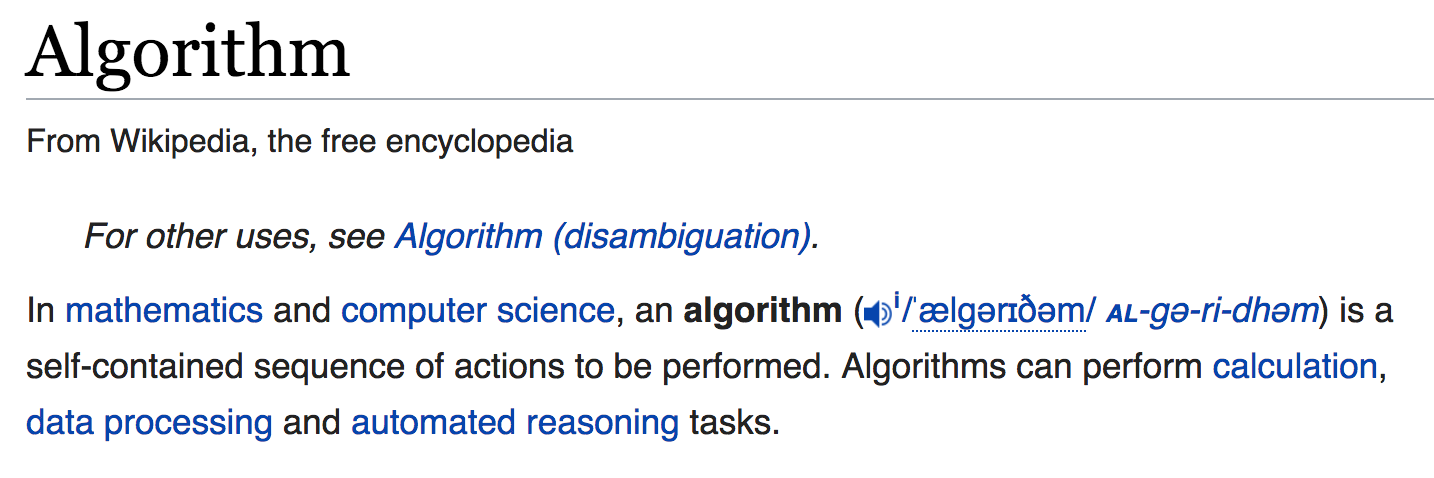 Algorithm
From Wikipedia, the free encyclopedia
For other uses, see Algorithm (disambiguation).
In mathematics and computer science, an algorithm (i/ˈælɡərɪðəm/ AL-gə-ri-dhəm) is a
self-contained sequence of actions to be performed. Algorithms can perform calculation,
data processing and automated reasoning tasks.